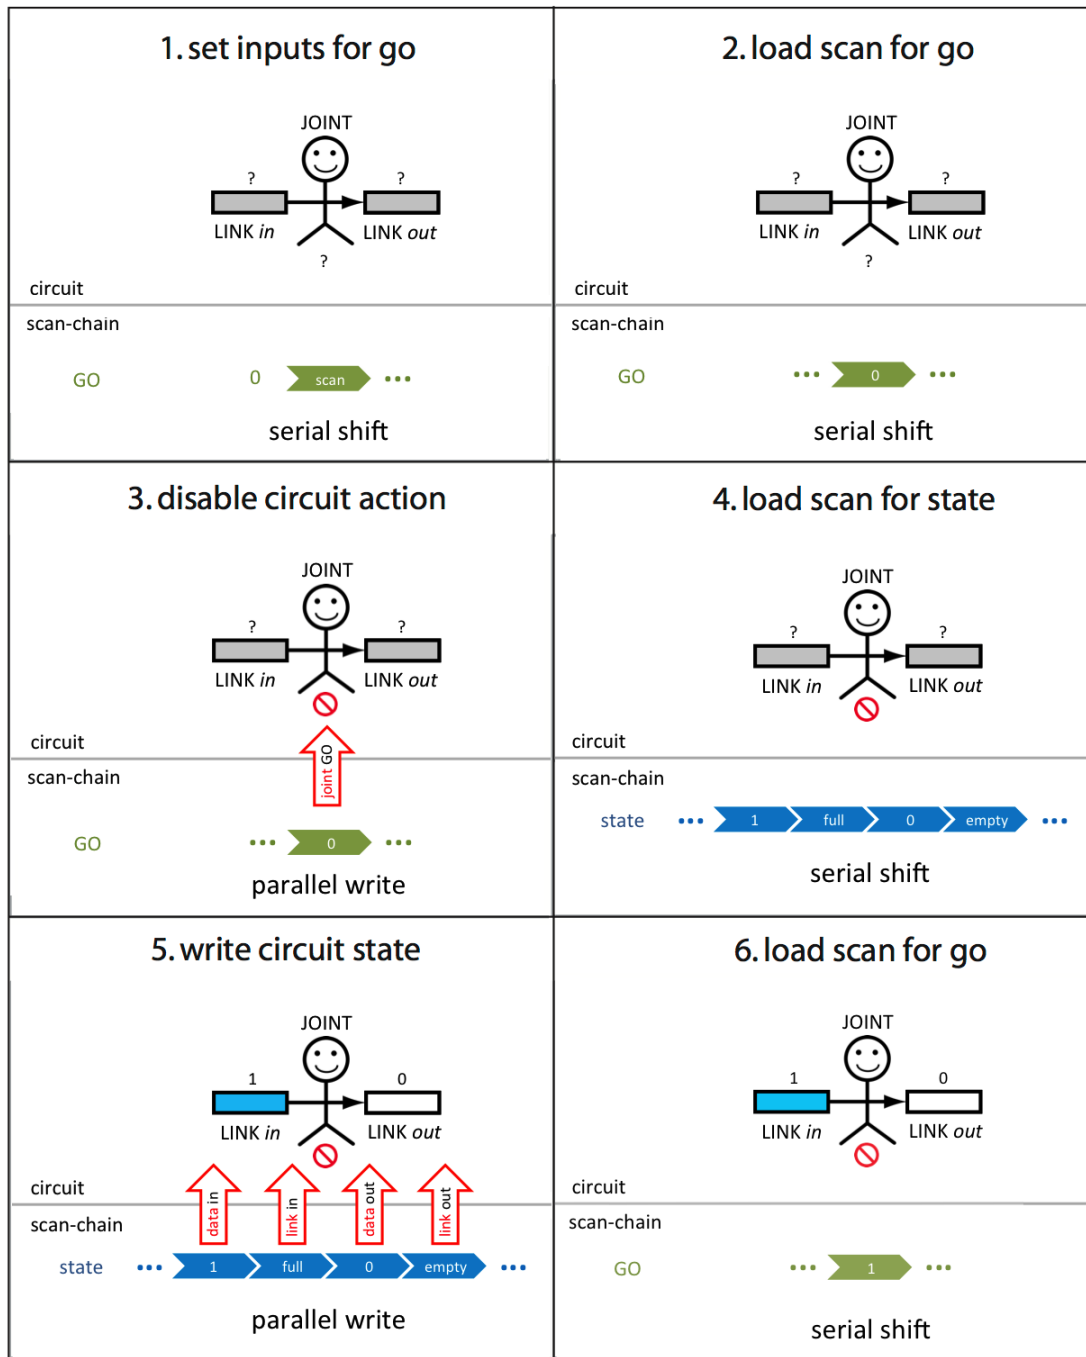 1. set inputs for go
JOINT
? ?
LINK in LINK out
?
circuit
scan-chain
GO 0 scan •••
serial shift
2. load scan for go
JOINT
? ?
LINK in LINK out
?
circuit
scan-chain
GO ••• 0 •••
serial shift
3. disable circuit action
JOINT
? ?
LINK in LINK out
circuit
joint GO
scan-chain
GO ••• 0 •••
parallel write
4. load scan for state
JOINT
? ?
LINK in LINK out
circuit
scan-chain
state ••• 1 full 0 empty •••
serial shift
5. write circuit state
JOINT
1 0
LINK in LINK out
circuit
data in link in data out link out
scan-chain
state ••• 1 full 0 empty •••
parallel write
6. load scan for go
JOINT
1 0
LINK in LINK out
circuit
scan-chain
GO ••• 1 •••
serial shift